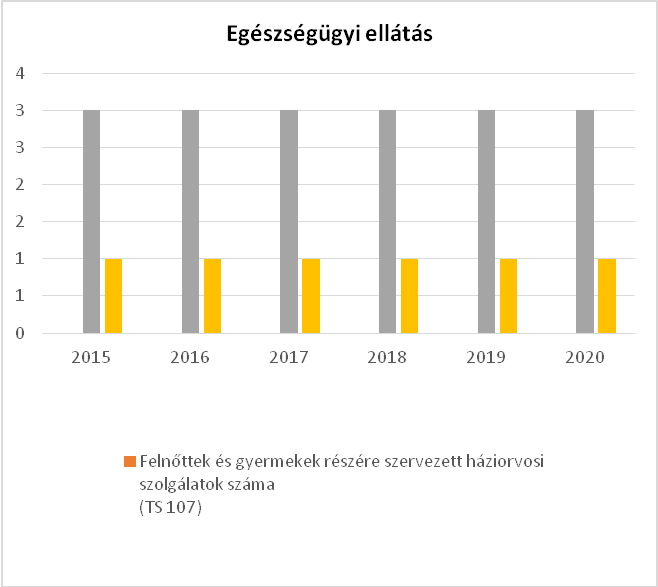 Egészségügyi ellátás
4
3
3
2
2
1
1
0
2015 2016 2017 2018 2019 2020
Felnőttek és gyermekek részére szervezett háziorvosi
szolgálatok száma
(TS 107)